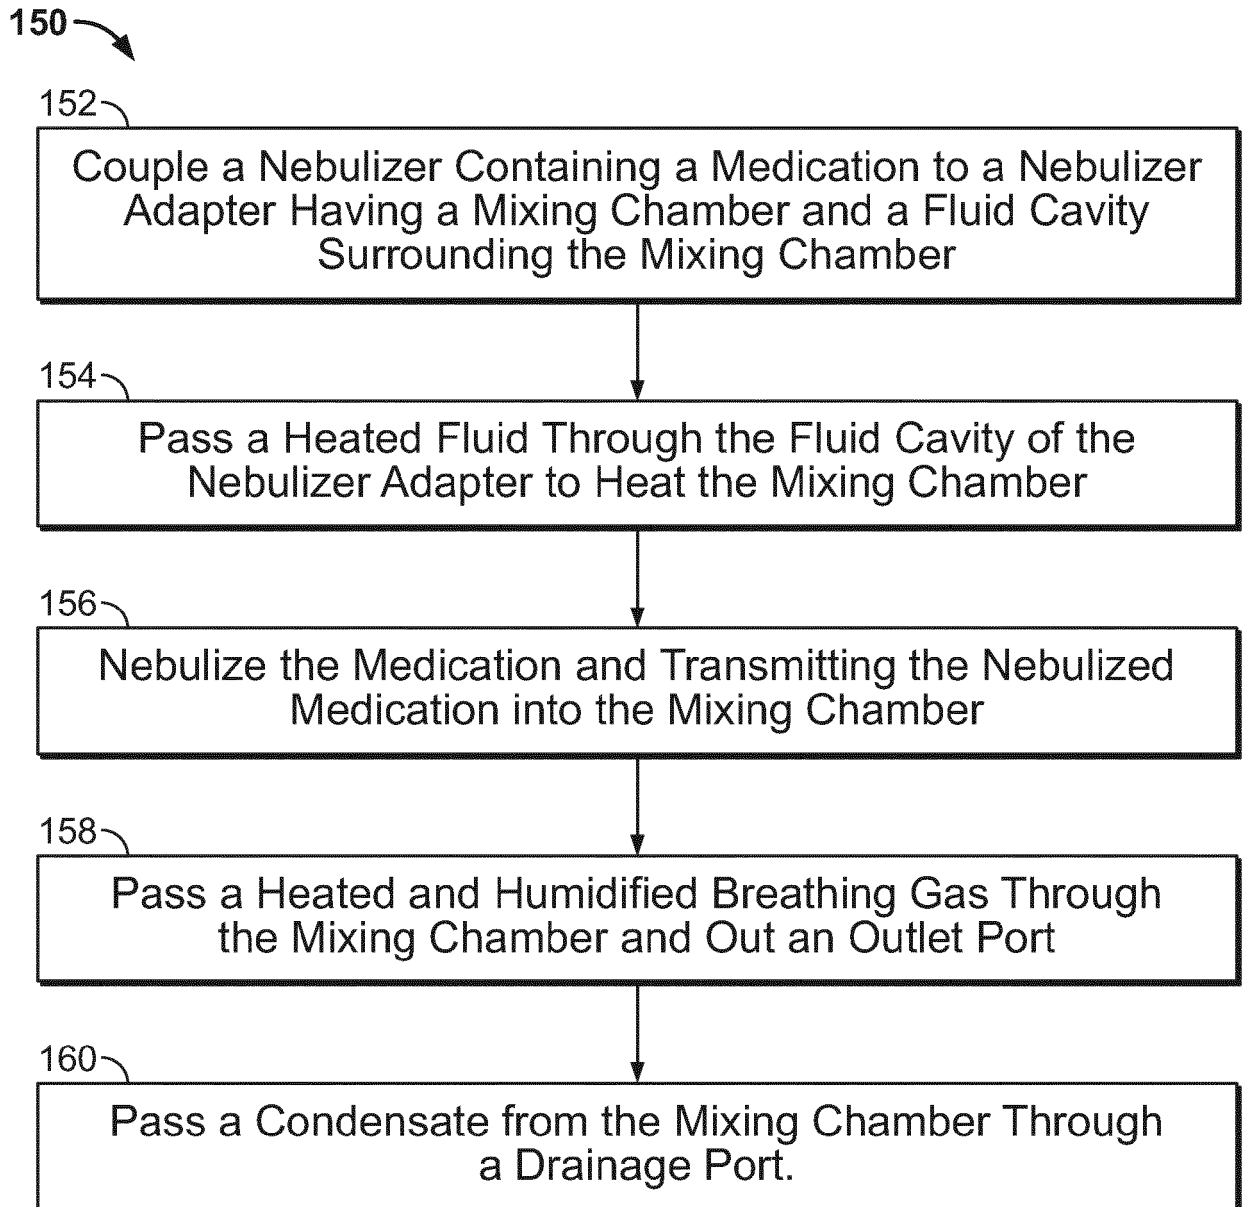 150
152
Couple a Nebulizer Containing a Medication to a Nebulizer
Adapter Having a Mixing Chamber and a Fluid Cavity
Surrounding the Mixing Chamber
154
Pass a Heated Fluid Through the Fluid Cavity of the
Nebulizer Adapter to Heat the Mixing Chamber
156
Nebulize the Medication and Transmitting the Nebulized
Medication into the Mixing Chamber
158
Pass a Heated and Humidified Breathing Gas Through
the Mixing Chamber and Out an Outlet Port
160
Pass a Condensate from the Mixing Chamber Through
a Drainage Port.